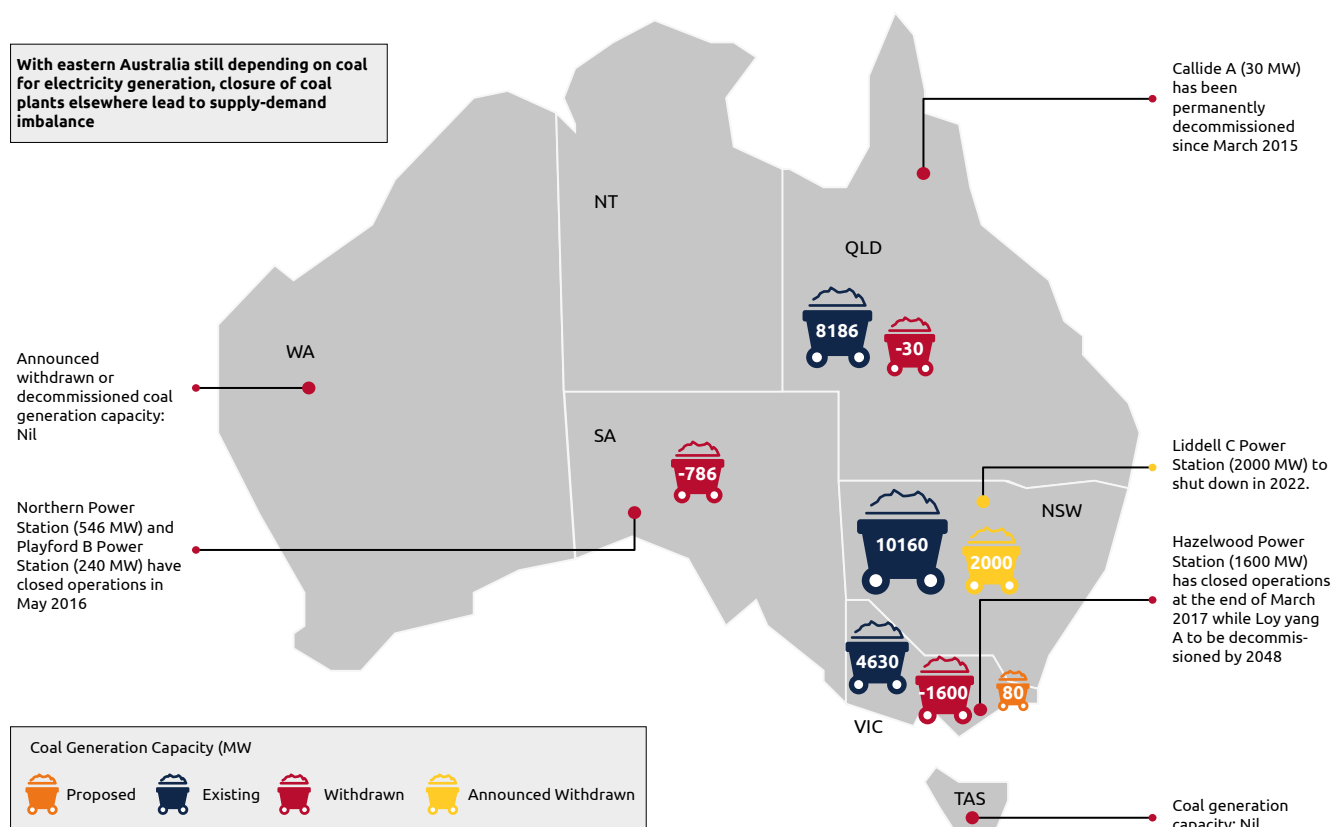 With eastern Australia still depending on coal
for electricity generation, closure of coal
plants elsewhere lead to supply-demand
imbalance
Callide A (30 MW)
has been
permanently
decommissioned
since March 2015
NT
QLD
8186
-30
WA
Announced
withdrawn or
decommissioned coal
generation capacity:
Nil
SA
-786
Northern Power
Station (546 MW) and
Playford B Power
Station (240 MW) have
closed operations in
May 2016
Liddell C Power
Station (2000 MW) to
shut down in 2022.
NSW
10160
2000
Hazelwood Power
Station (1600 MW)
has closed operations
at the end of March
2017 while Loy yang
A to be decommis-
sioned by 2048
4630
-1600
80
VIC
Coal Generation Capacity (MW
Proposed
Existing
Withdrawn
Announced Withdrawn
TAS
Coal generation
capacity: Nil